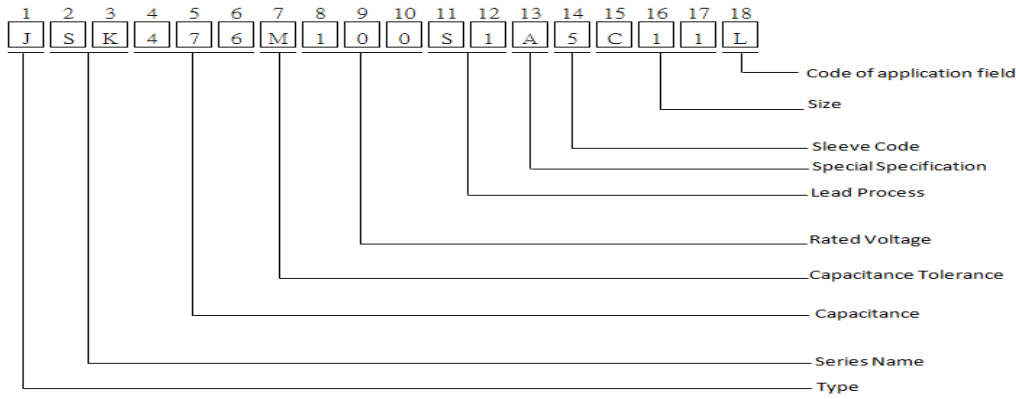 1 2 3 4 5 6 7 8 9 10 11 12 13 14 15 16 17 18
J S K 4 7 6 M 1 0 0 S 1 A 5 C 1 1 L
Code of application field
Size
Sleeve Code
Special Specification
Lead Process
Rated Voltage
Capacitance Tolerance
Capacitance
Series Name
Type